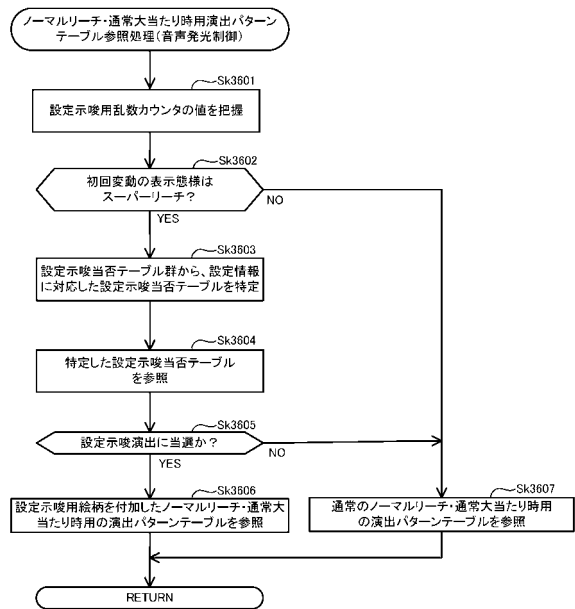 ノーマルリーチ・通常大当たり時用演出パターン
テーブル参照処理(音声発光制御)
Sk3601
設定示唆用乱数カウンタの値を把握
Sk3602
初回変動の表示態様は
スーパーリーチ?
NO
YES
Sk3603
設定示唆当否テーブル群から、設定情報
に対応した設定示唆当否テーブルを特定
Sk3604
特定した設定示唆当否テーブル
を参照
Sk3605
設定示唆演出に当選か?
NO
YES
Sk3606
設定示唆用絵柄を付加したノーマルリーチ・通常大
当たり時用の演出パターンテーブルを参照
Sk3607
通常のノーマルリーチ・通常大当たり時用
の演出パターンテーブルを参照
RETURN